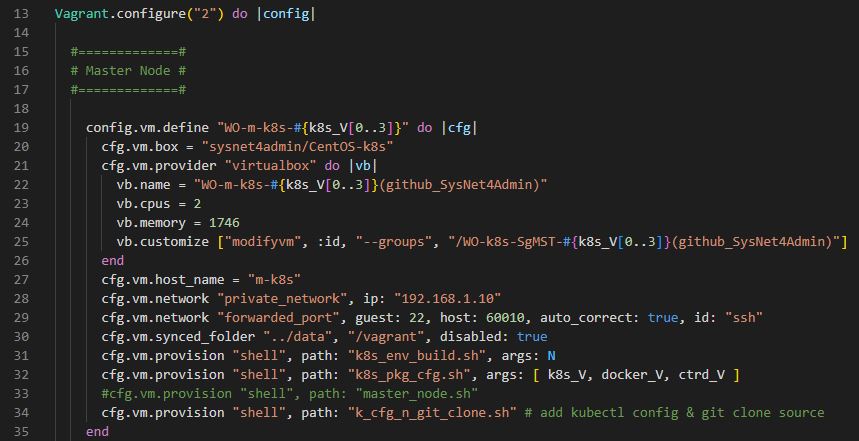 13 Vagrant.configure("2") do |config|
14
15 #=============#
16 # Master Node #
17 #=============#
18
19 config.vm.define "WO-m-k8s-#{k8s_V[0..3]}" do |cfg|
20 cfg.vm.box = "sysnet4admin/CentOS-k8s"
21 cfg.vm.provider "virtualbox" do |vb|
22 vb.name = "WO-m-k8s-#{k8s_V[0..3]}(github_SysNet4Admin)"
23 vb.cpus = 2
24 vb.memory = 1746
25 vb.customize ["modifyvm", :id, "--groups", "/WO-k8s-SgMST-#{k8s_V[0..3]}(github_SysNet4Admin)"]
26 end
27 cfg.vm.host_name = "m-k8s"
28 cfg.vm.network "private_network", ip: "192.168.1.10"
29 cfg.vm.network "forwarded_port", guest: 22, host: 60010, auto_correct: true, id: "ssh"
30 cfg.vm.synced_folder "../data", "/vagrant", disabled: true
31 cfg.vm.provision "shell", path: "k8s_env_build.sh", args: N
32 cfg.vm.provision "shell", path: "k8s_pkg_cfg.sh", args: [ k8s_V, docker_V, ctrd_V ]
33 #cfg.vm.provision "shell", path: "master_node.sh"
34 cfg.vm.provision "shell", path: "k_cfg_n_git_clone.sh" # add kubectl config & git clone source
35 end